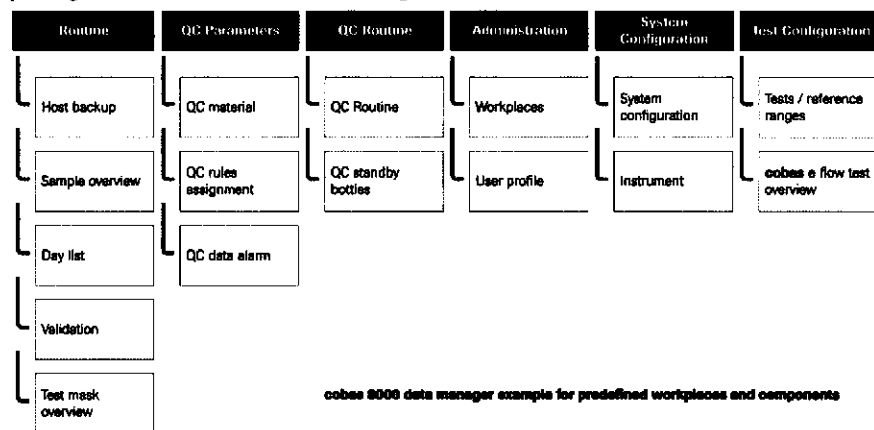 Routine
QC Parameters
QC Routine
Administration
System
Configuration
Test Configuration
Host backup
QC material
QC Routine
Workplaces
System
configuration
Tests / reference
ranges
Sample overview
QC rules
assignment
QC standby
bottles
User profile
Instrument
cobas e flow test
overview
Day list
QC data alarm
Validation
Test mask
overview
cobas 8000 data manager example for predefined workplaces and components